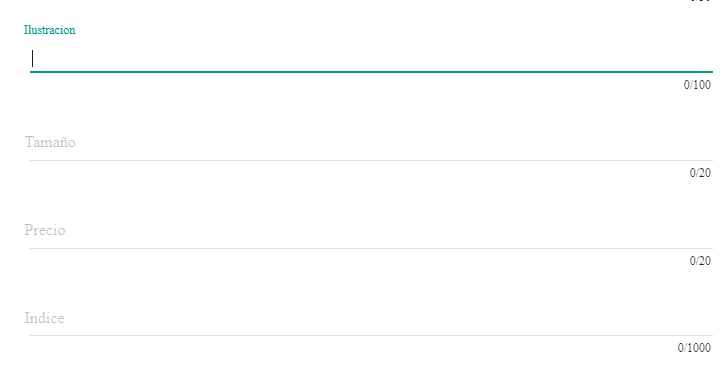 Ilustracion
0/100
Tamaño
0/20
Precio
0/20
Indice
0/1000